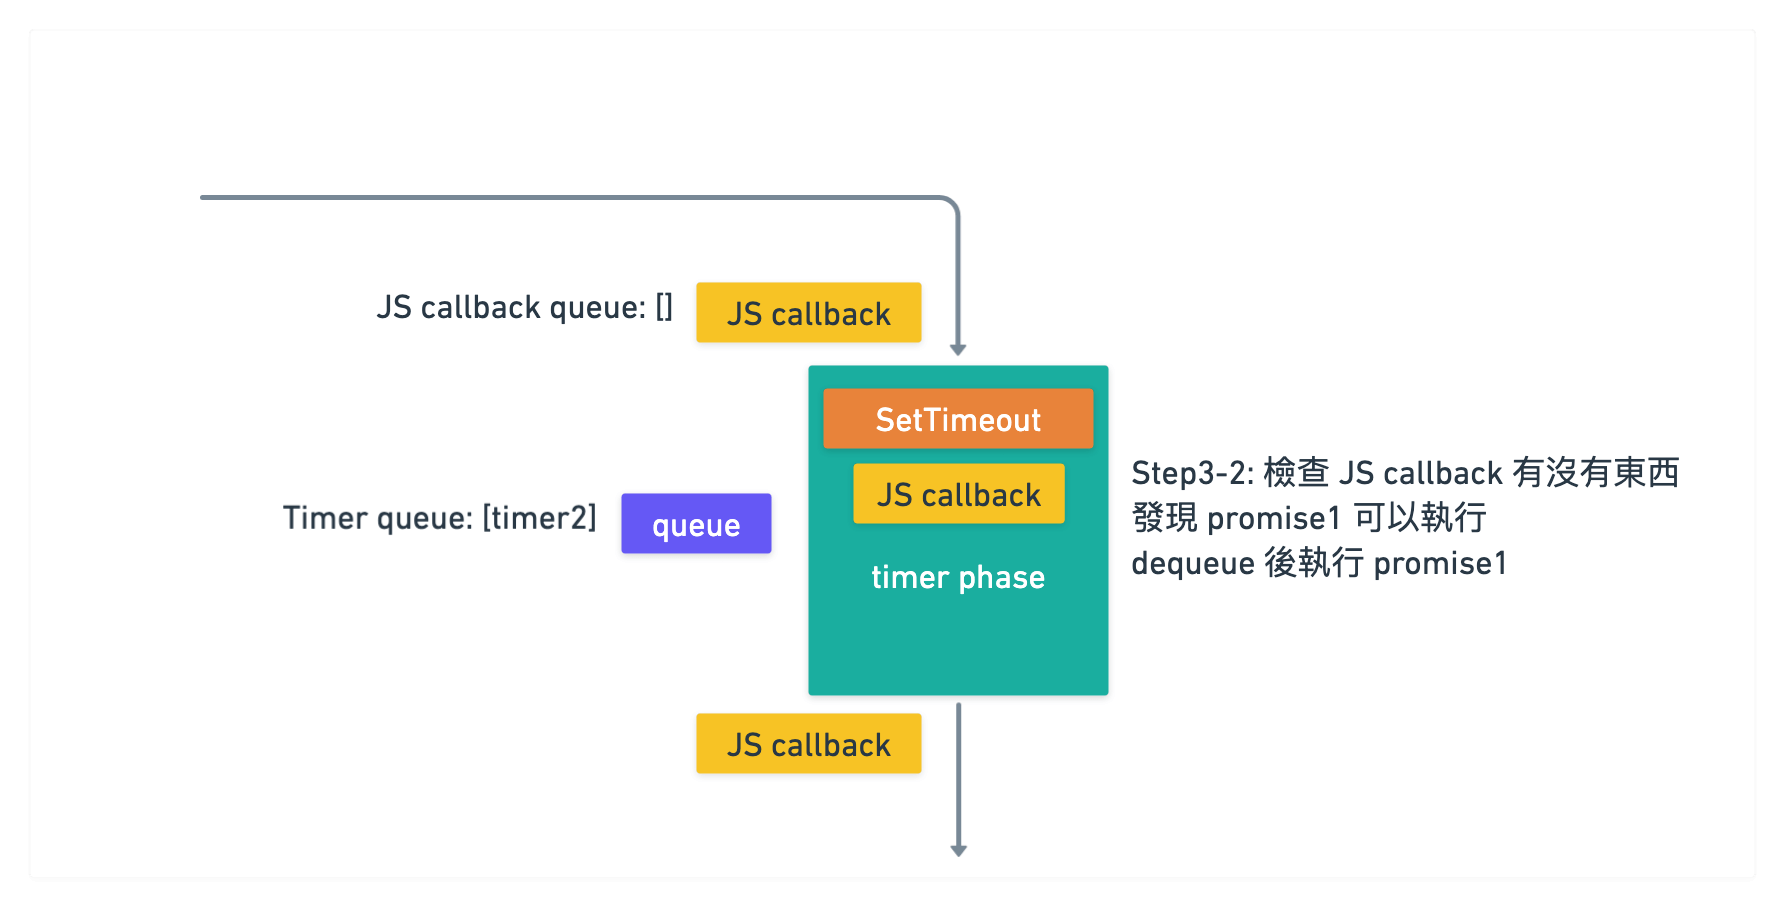 JS callback queue: []
JS callback
SetTimeout
JS callback
Timer queue: [timer2]
queue
timer phase
Step3-2: 檢查 JS callback 有沒有東西
發現 promise1 可以執行
dequeue 後執行 promise1
JS callback